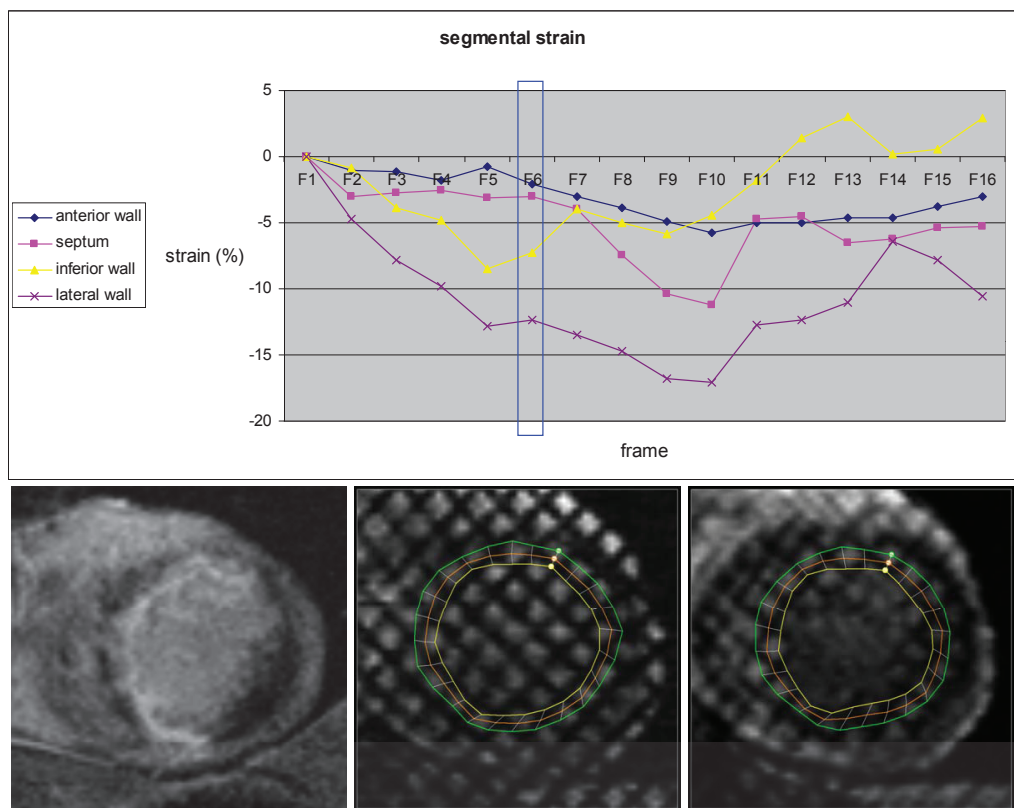 segmental strain
5
0
-5
-10
-15
-20
strain (%)
F1
F2
F3
F4
F5
F6
F7
F8
F9
F10
F11
F12
F13
F14
F15
F16
frame
anterior wall
septum
inferior wall
lateral wall